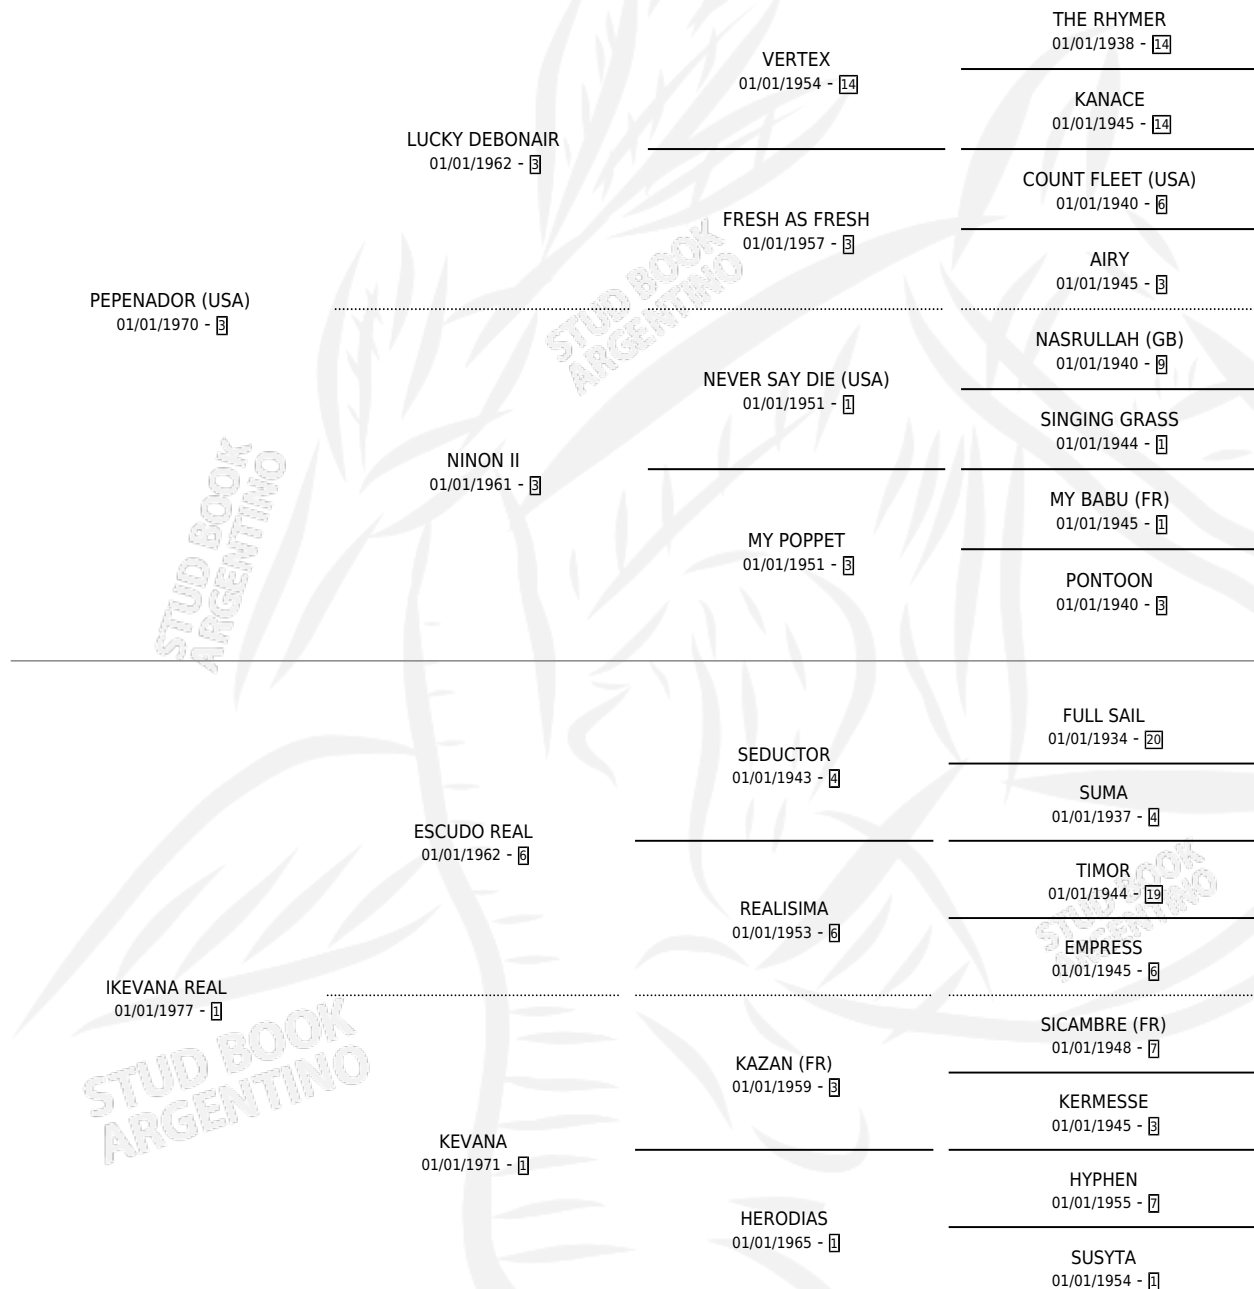 THE RHYMER
01/01/1938 - 14
VERTEX
01/01/1954 - 14
KANACE
01/01/1945 - 14
LUCKY DEBONAIR
01/01/1962 - 3
COUNT FLEET (USA)
01/01/1940 - 6
FRESH AS FRESH
01/01/1957 - 3
AIRY
01/01/1945 - 3
PEPENADOR (USA)
01/01/1970 - 3
NASRULLAH (GB)
01/01/1940 - 9
NEVER SAY DIE (USA)
01/01/1951 - 1
SINGING GRASS
01/01/1944 - 1
NINON II
01/01/1961 - 3
MY BABU (FR)
01/01/1945 - 1
MY POPPET
01/01/1951 - 3
PONTOON
01/01/1940 - 3
FULL SAIL
01/01/1934 - 20
SEDUCTOR
01/01/1943 - 4
SUMA
01/01/1937 - 4
ESCUDO REAL
01/01/1962 - 6
TIMOR
01/01/1944 - 19
REALISIMA
01/01/1953 - 6
EMPRESS
01/01/1945 - 6
IKEVANA REAL
01/01/1977 - 1
SICAMBRE (FR)
01/01/1948 - 7
KAZAN (FR)
01/01/1959 - 3
KERMESSE
01/01/1945 - 3
KEVANA
01/01/1971 - 1
HYPHEN
01/01/1955 - 7
HERODIAS
01/01/1965 - 1
SUSYTA
01/01/1954 - 1
STUD BOOK
ARGENTINO
STUD BOOK
ARGENTINO
STUD BOOK
ARGENTINO
STUD BOOK
ARGENTINO